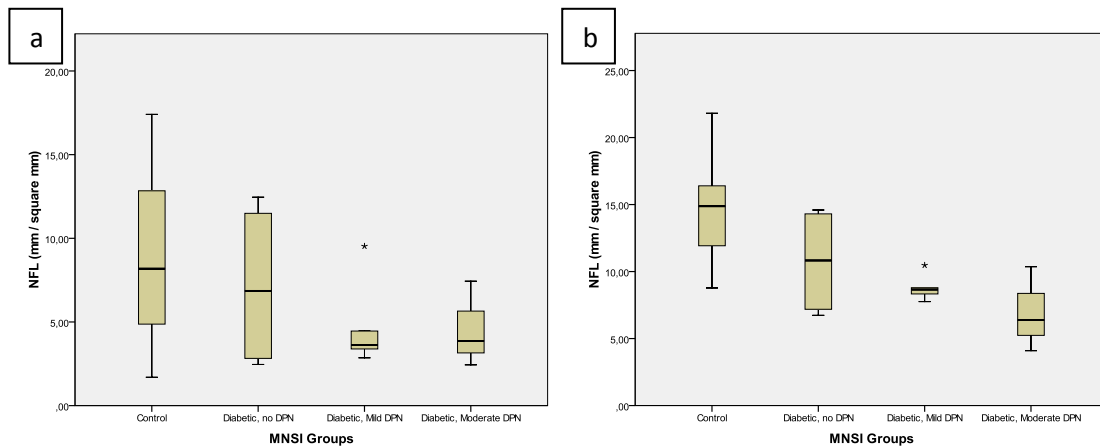 a
20,00
15,00
10,00
5,00
,00
NFL (mm / square mm)
Control
Diabetic, no DPN
Diabetic, Mild DPN
Diabetic, Moderate DPN
MNSI Groups
*
b
25,00
20,00
15,00
10,00
5,00
,00
NFL (mm / square mm)
Control
Diabetic, no DPN
Diabetic, Mild DPN
Diabetic, Moderate DPN
MNSI Groups
*